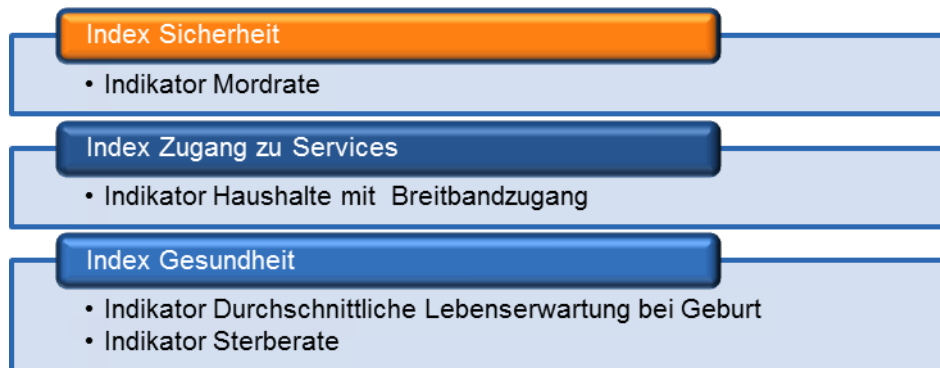 Index Sicherheit
• Indikator Mordrate
Index Zugang zu Services
• Indikator Haushalte mit  Breitbandzugang
Index Gesundheit
• Indikator Durchschnittliche Lebenserwartung bei Geburt
• Indikator Sterberate